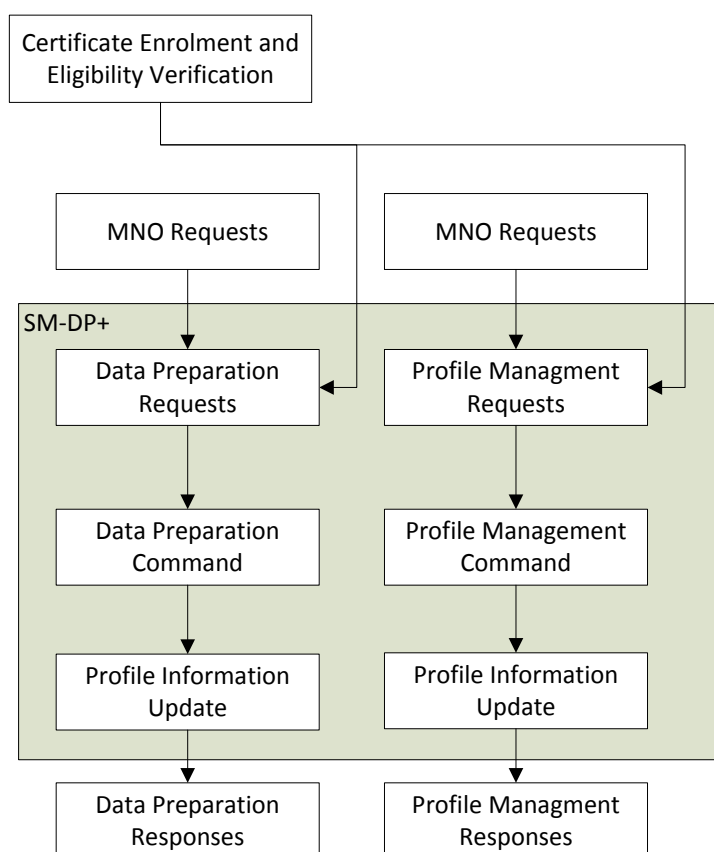 Certificate Enrolment and
Eligibility Verification
MNO Requests
MNO Requests
SM-DP+
Data Preparation
Requests
Profile Managment
Requests
Data Preparation
Command
Profile Management
Command
Profile Information
Update
Profile Information
Update
Data Preparation
Responses
Profile Managment
Responses